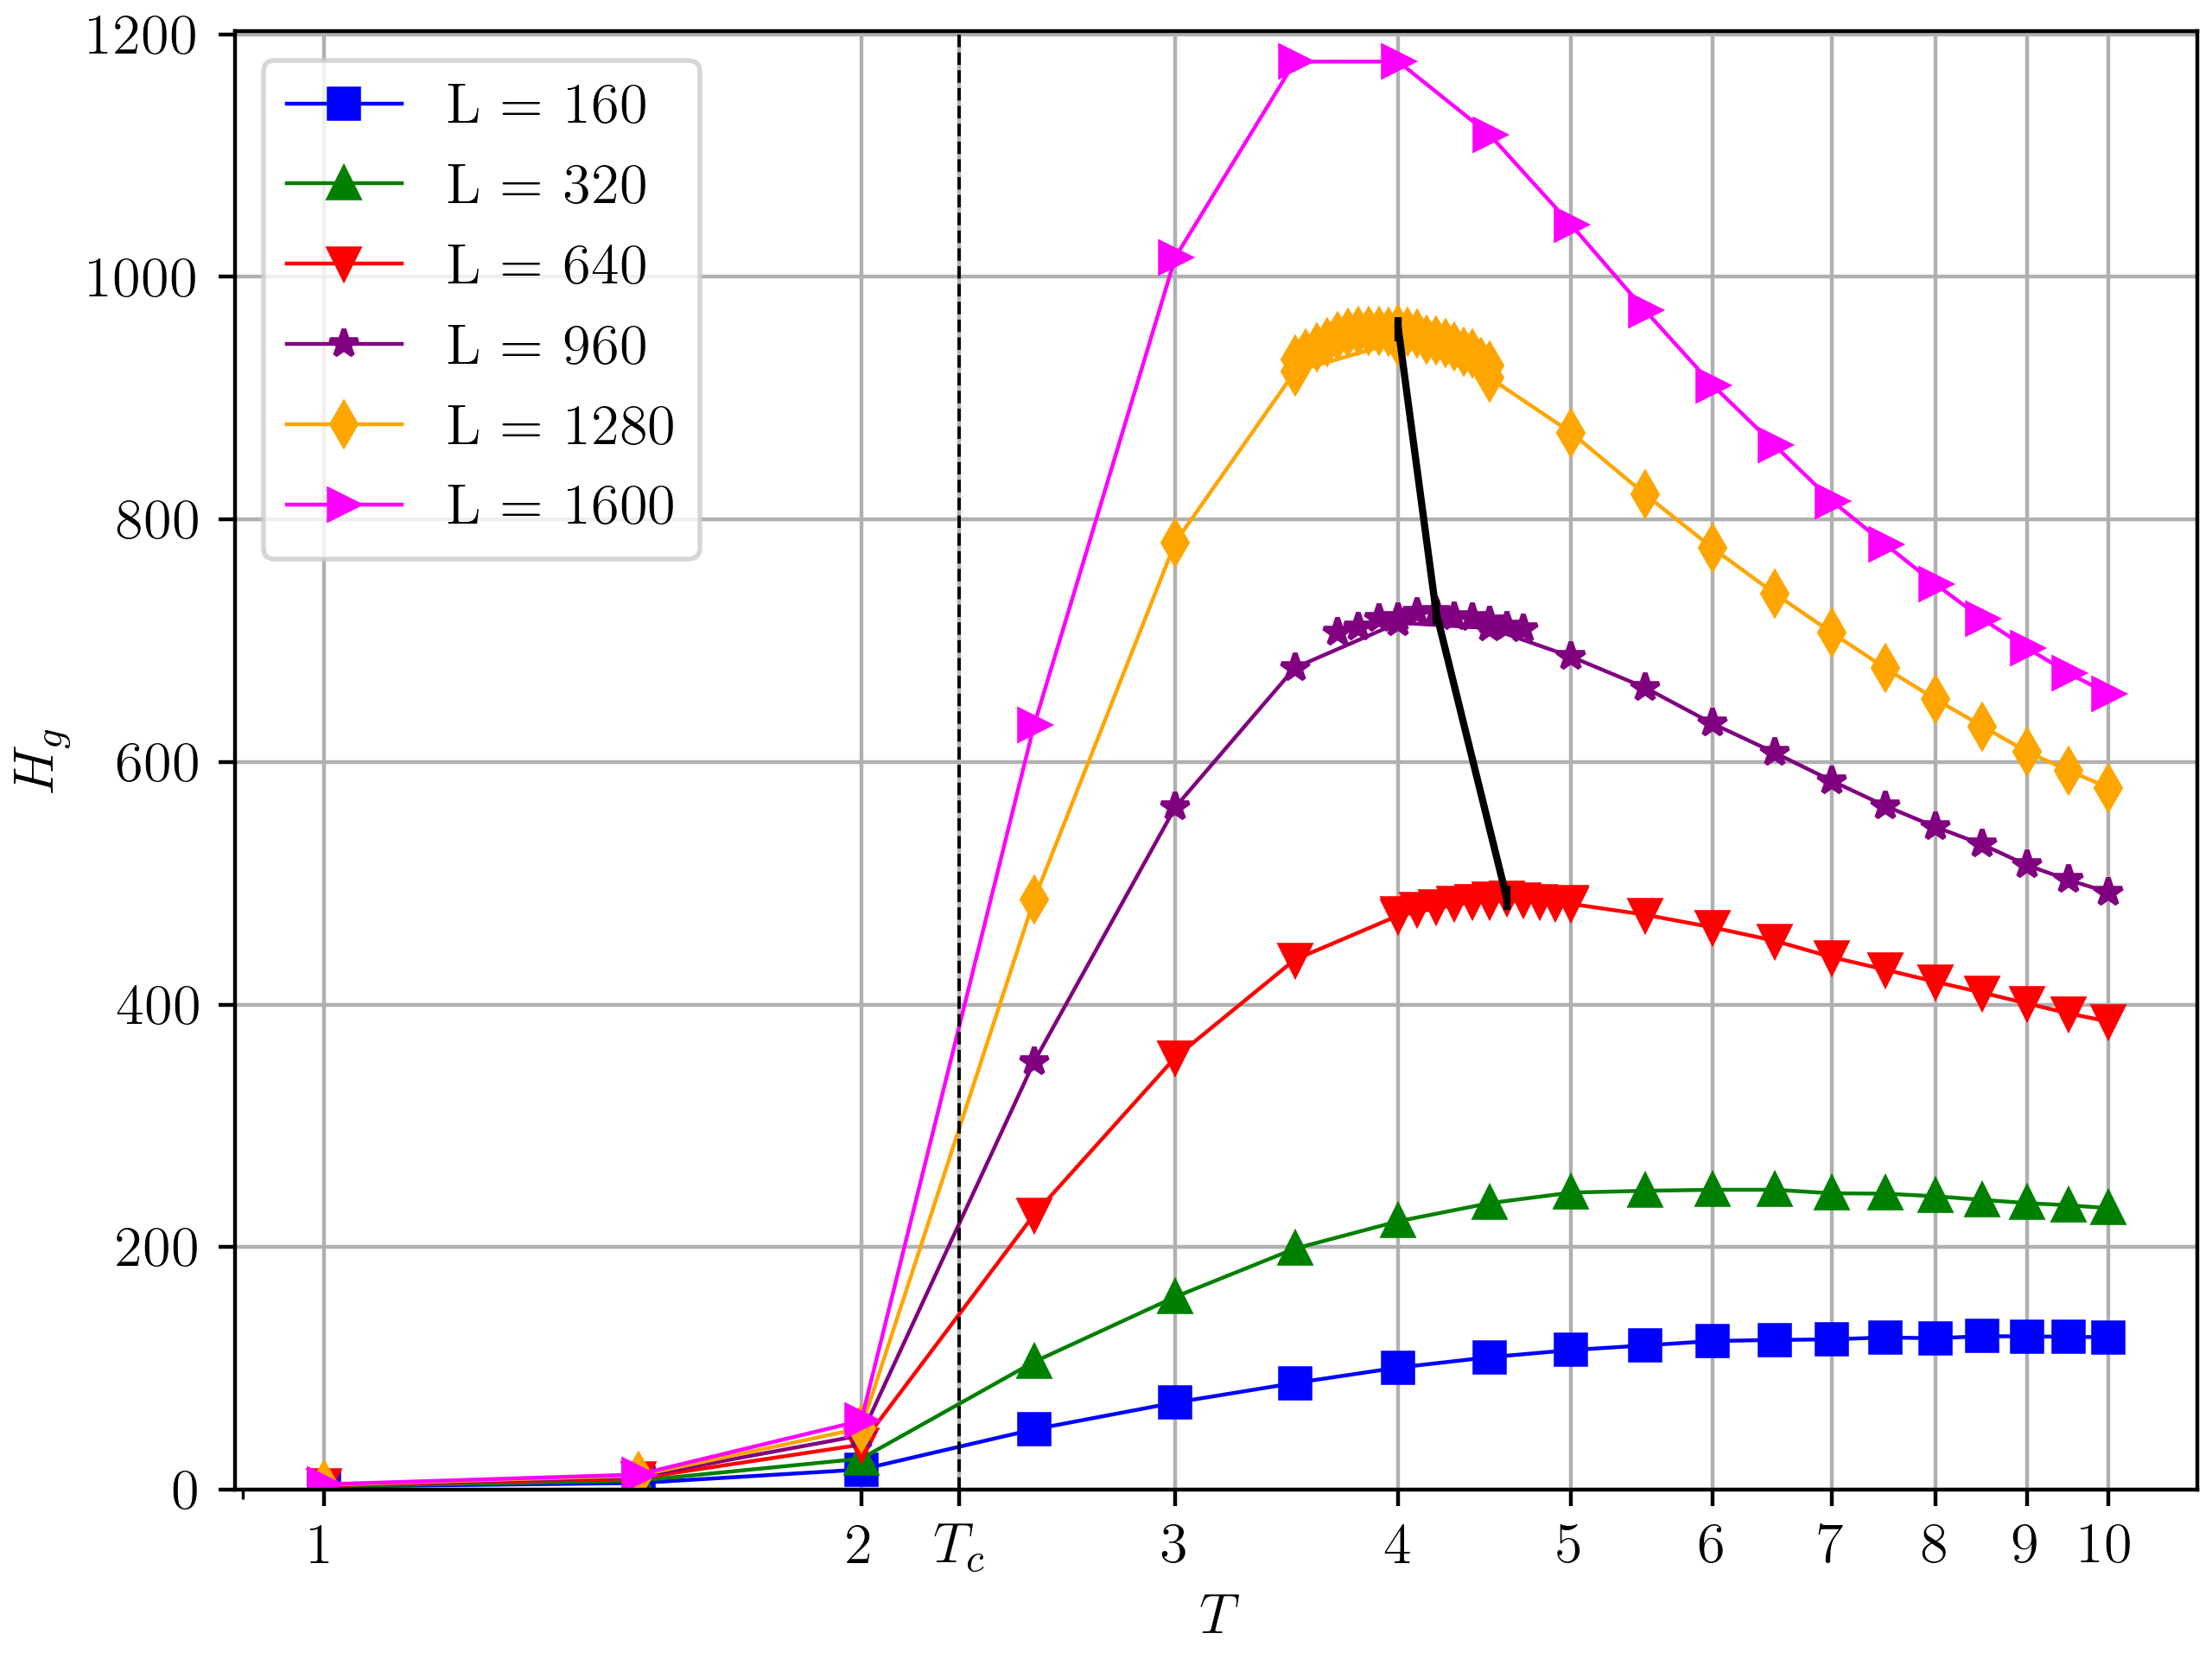 1200
1000
800
600
400
200
0
H_g
L = 160
L = 320
L = 640
L = 960
L = 1280
L = 1600
1 2 T_c 3 4 5 6 7 8 9 10
T